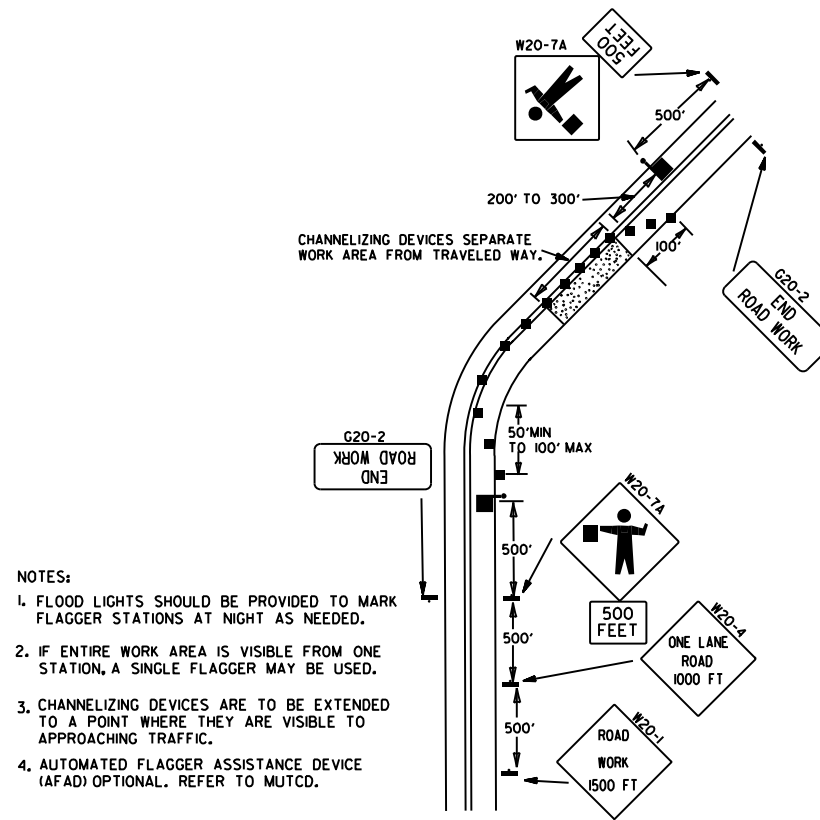 W20-7A
500
FEET
500'
200' TO 300'
CHANNELIZING DEVICES SEPARATE
WORK AREA FROM TRAVELED WAY.
100'
G20-2
END
ROAD WORK
G20-2
END
ROAD WORK
50'MIN
TO 100' MAX
W20-7A
500'
500
FEET
500'
W20-4
ONE LANE
ROAD
1000 FT
500'
W20-1
ROAD
WORK
1500 FT
NOTES:
1. FLOOD LIGHTS SHOULD BE PROVIDED TO MARK
FLAGGER STATIONS AT NIGHT AS NEEDED.
2. IF ENTIRE WORK AREA IS VISIBLE FROM ONE
STATION, A SINGLE FLAGGER MAY BE USED.
3. CHANNELIZING DEVICES ARE TO BE EXTENDED
TO A POINT WHERE THEY ARE VISIBLE TO
APPROACHING TRAFFIC.
4. AUTOMATED FLAGGER ASSISTANCE DEVICE
(AFAD) OPTIONAL. REFER TO MUTCD.